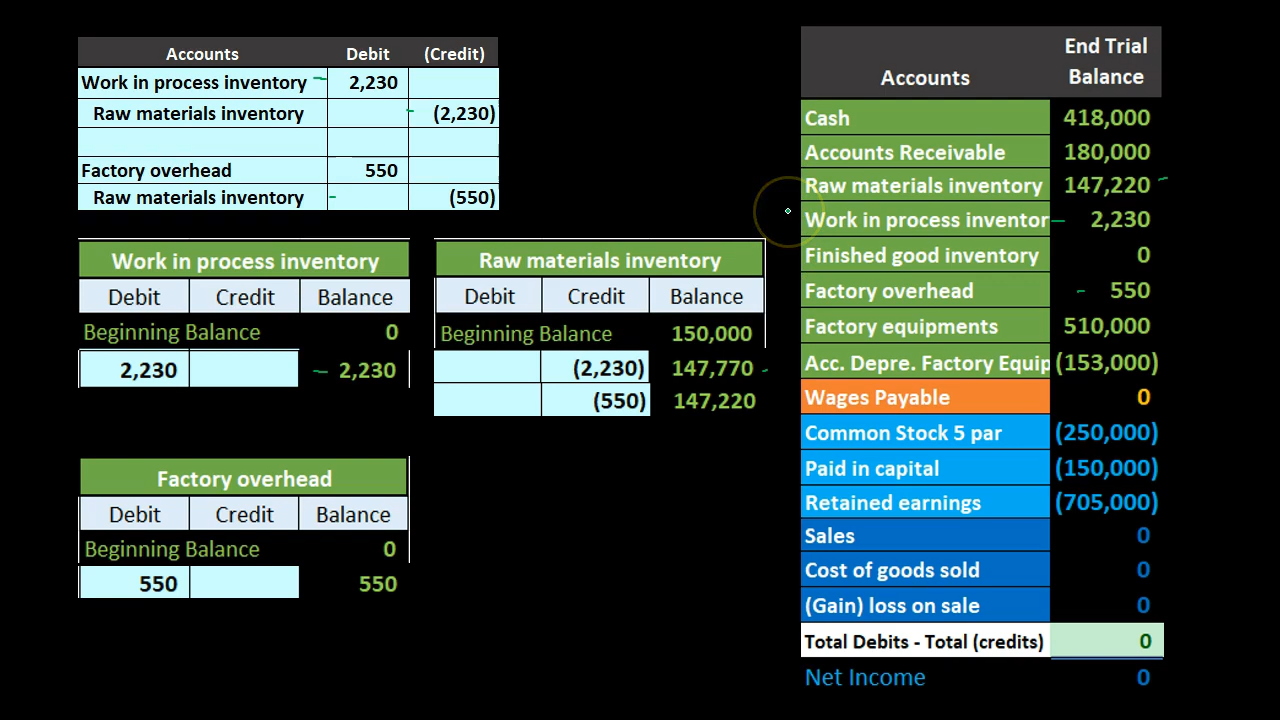 Accounts Debit (Credit)
Work in process inventory 2,230
Raw materials inventory (2,230)
Factory overhead 550
Raw materials inventory (550)
Work in process inventory
Debit Credit Balance
Beginning Balance 0
2,230 2,230
Raw materials inventory
Debit Credit Balance
Beginning Balance 150,000
(2,230) 147,770
(550) 147,220
Factory overhead
Debit Credit Balance
Beginning Balance 0
550 550
End Trial
Accounts Balance
Cash 418,000
Accounts Receivable 180,000
Raw materials inventory 147,220
Work in process inventor 2,230
Finished good inventory 0
Factory overhead 550
Factory equipments 510,000
Acc. Depre. Factory Equip (153,000)
Wages Payable 0
Common Stock 5 par (250,000)
Paid in capital (150,000)
Retained earnings (705,000)
Sales 0
Cost of goods sold 0
(Gain) loss on sale 0
Total Debits - Total (credits) 0
Net Income 0